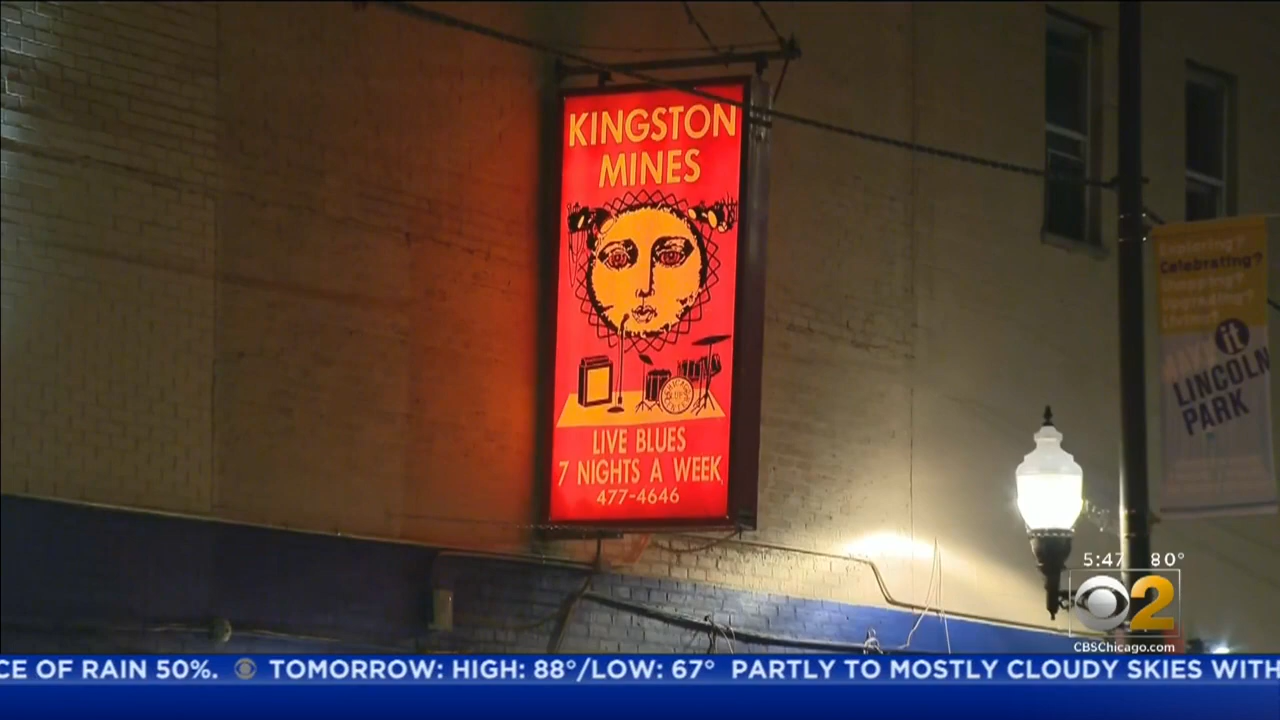 KINGSTON
MINES
CHICAGO
LIVE BLUES
7 NIGHTS A WEEK
477-4646
Celebrating?
it
LINCOLN
PARK
5:47 80°
2
CBSChicago.com
CE OF RAIN 50%. TOMORROW: HIGH: 88°/LOW: 67° PARTLY TO MOSTLY CLOUDY SKIES WITH